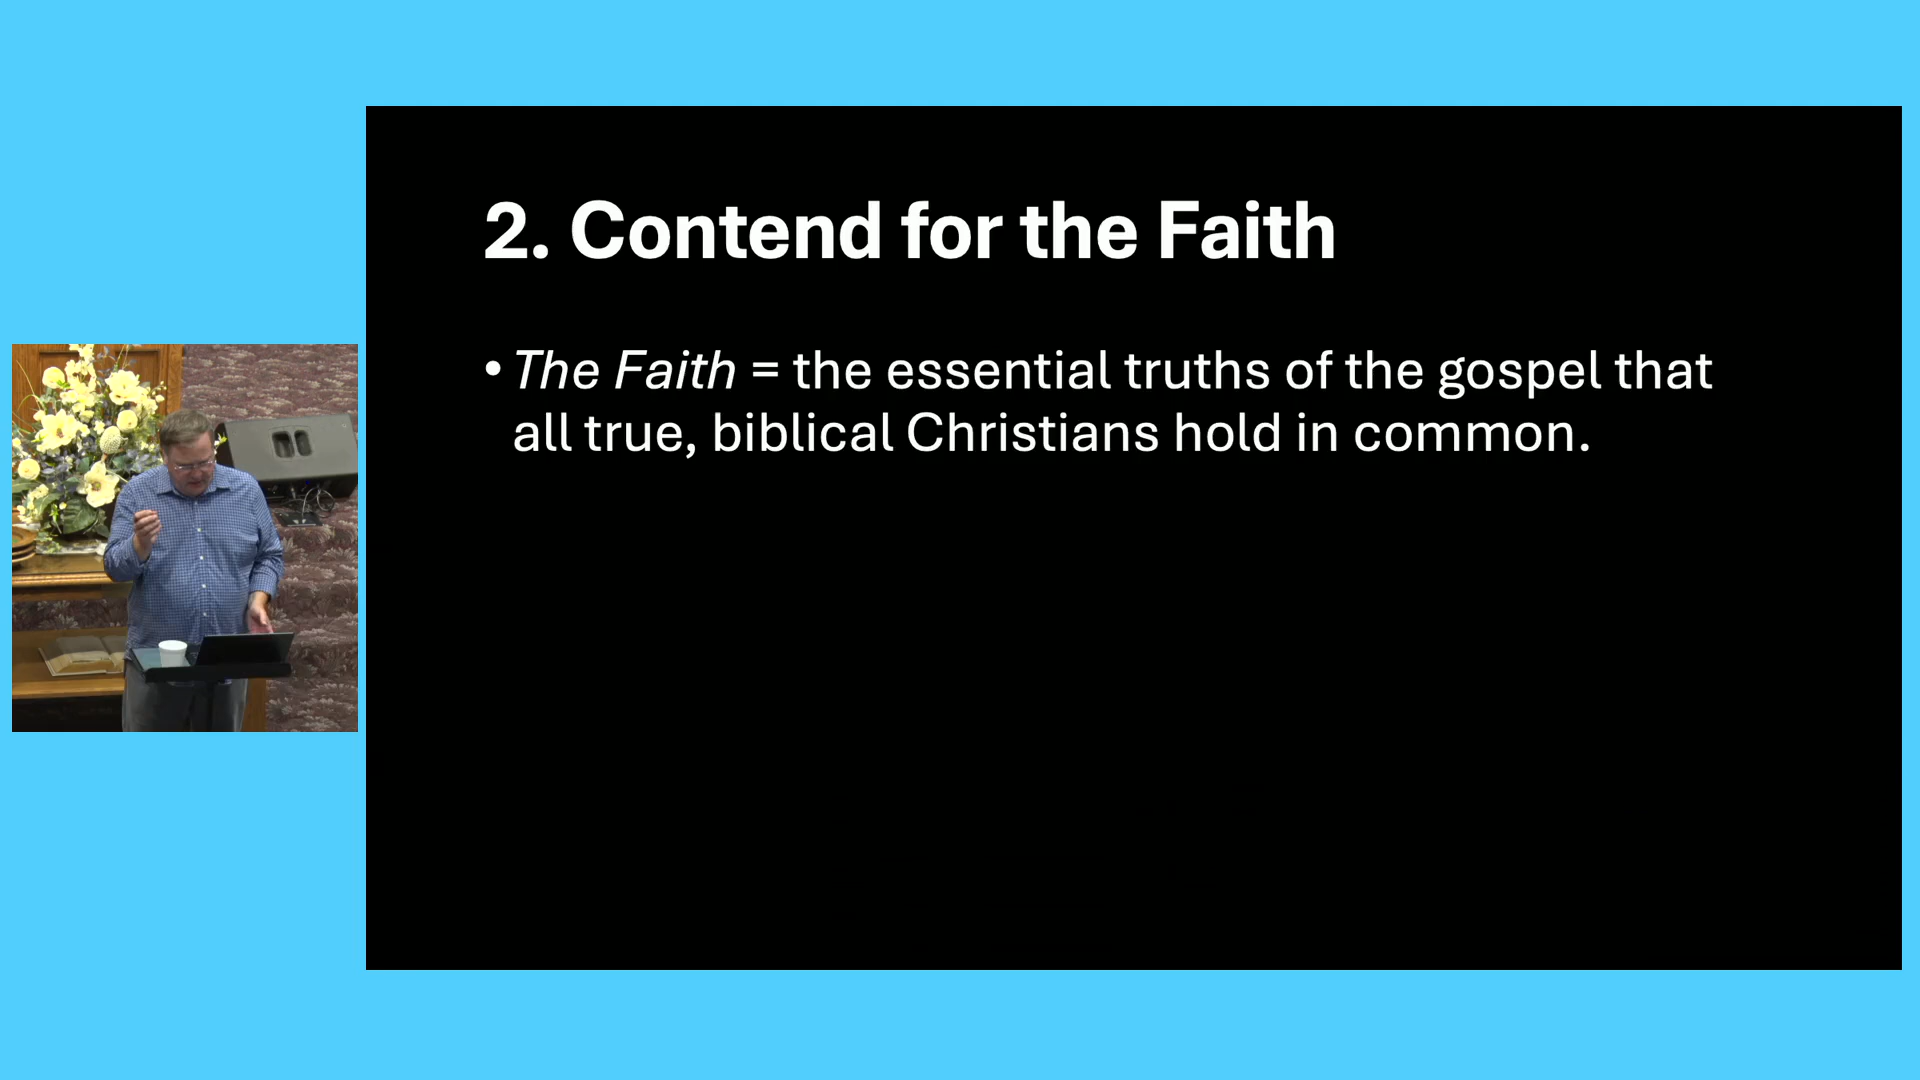 2. Contend for the Faith
• The Faith = the essential truths of the gospel that
all true, biblical Christians hold in common.